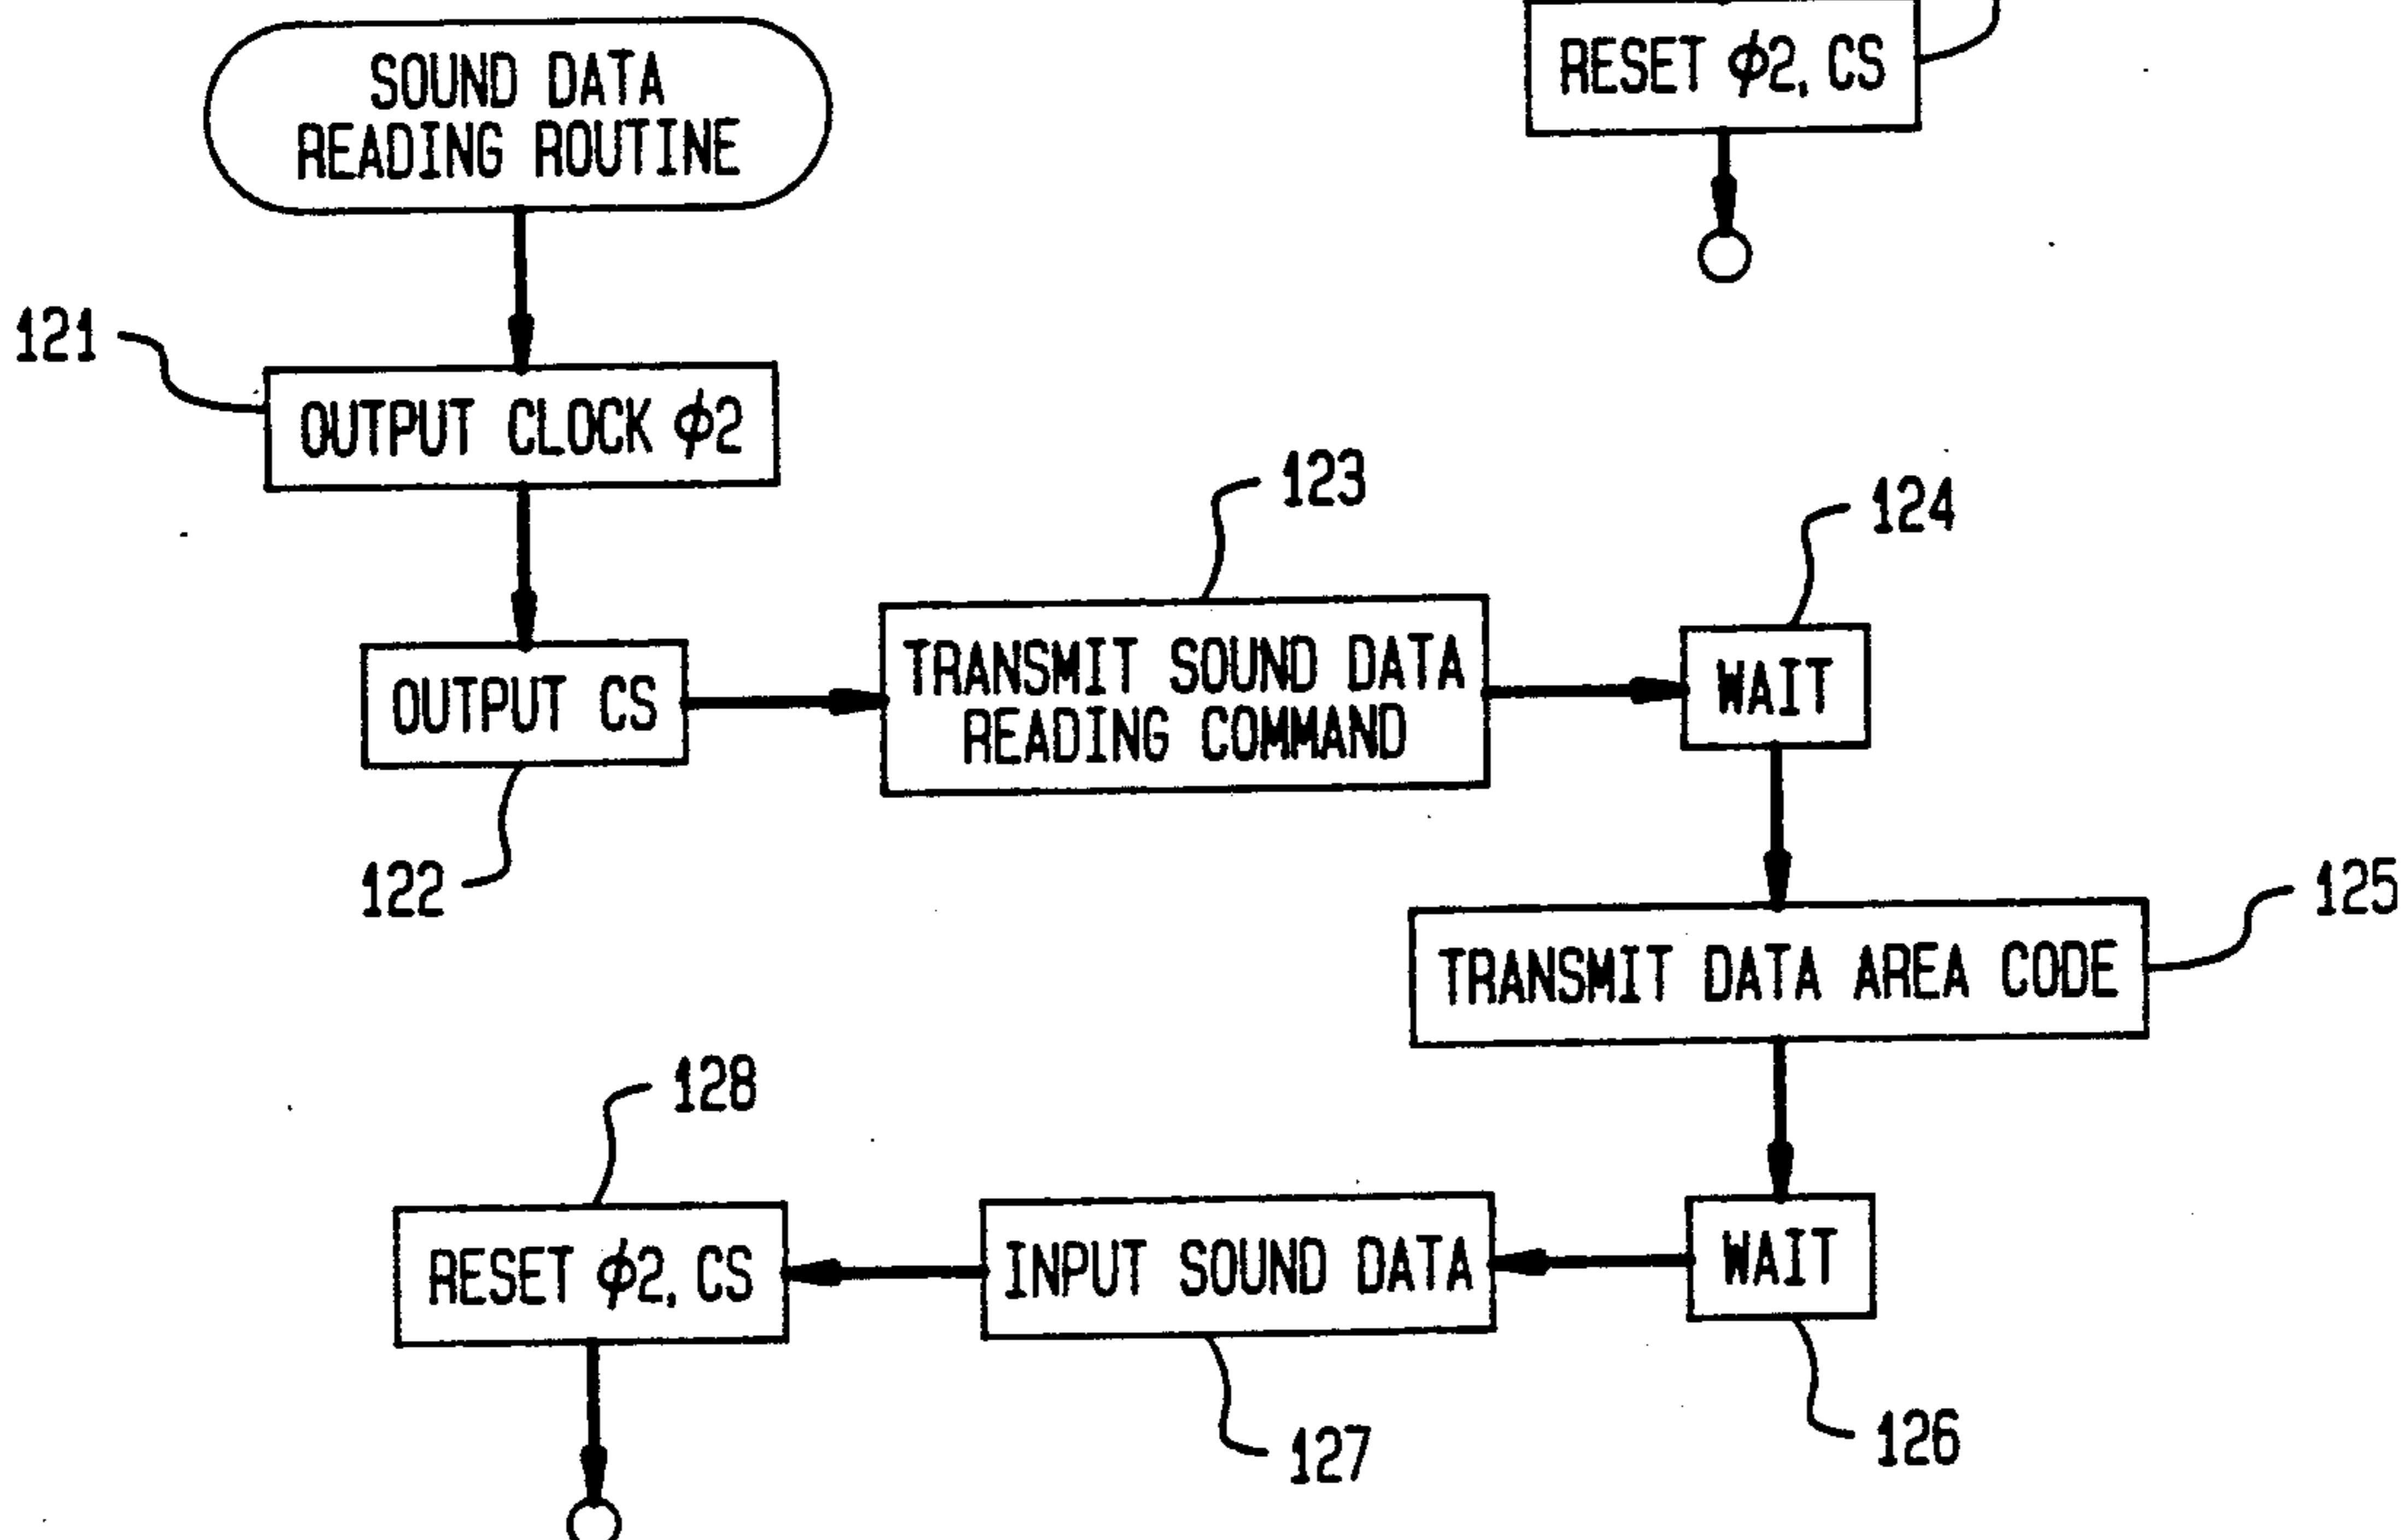 SOUND DATA
READING ROUTINE
RESET ϕ2, CS
121
OUTPUT CLOCK ϕ2
123
124
OUTPUT CS
TRANSMIT SOUND DATA
READING COMMAND
WAIT
122
125
TRANSMIT DATA AREA CODE
128
RESET ϕ2, CS
INPUT SOUND DATA
WAIT
127
126